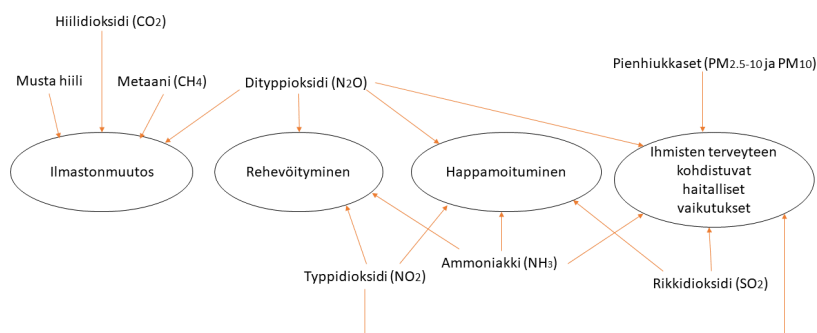 Hiilidioksidi (CO2)
Musta hiili
Metaani (CH4)
Dityppioksidi (N2O)
Pienhiukkaset (PM2.5-10 ja PM10)
Ilmastonmuutos
Rehevöityminen
Happamoituminen
Ihmisten terveyteen
kohdistuvat
haitalliset
vaikutukset
Typpidioksidi (NO2)
Ammoniakki (NH3)
Rikkidioksidi (SO2)